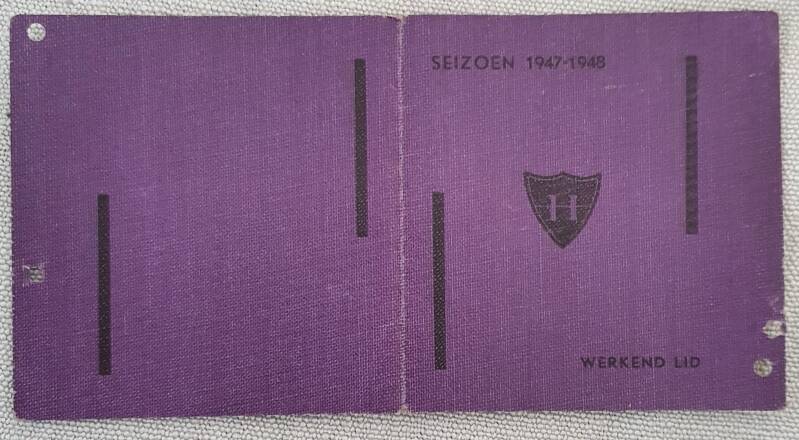 SEIZOEN 1947-1948
H
WERKEND LID